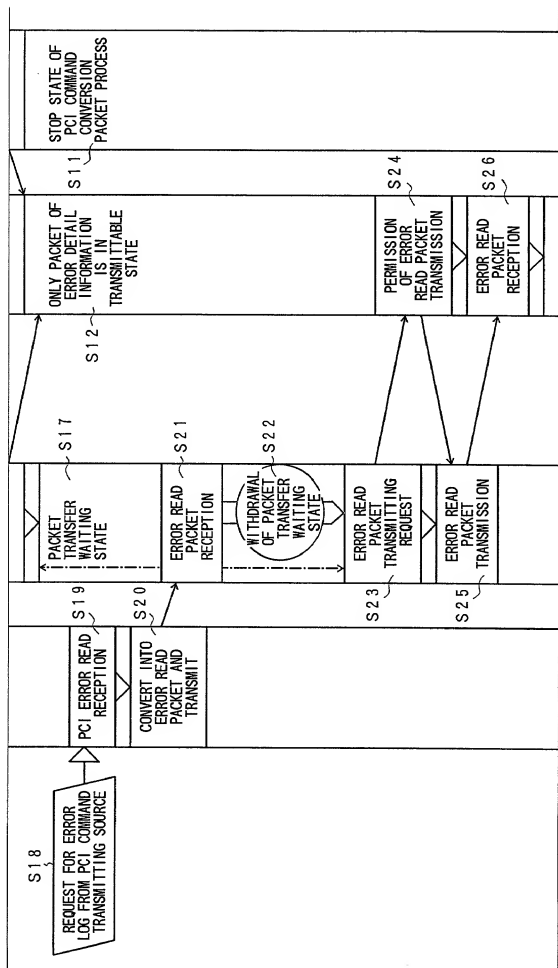 S18
REQUEST FOR ERROR
LOG FROM PCI COMMAND
TRANSMITTING SOURCE
S19
PCI ERROR READ
RECEPTION
S20
CONVERT INTO
ERROR READ
PACKET AND
TRANSMIT
S17
PACKET
TRANSFER
WAITING
STATE
S21
ERROR READ
PACKET
RECEPTION
S22
WITHDRAWAL
OF PACKET
TRANSFER
WAITING
STATE
ERROR READ
PACKET
TRANSMITTING
REQUEST
S23
ERROR READ
PACKET
TRANSMISSION
S25
ONLY PACKET OF
ERROR DETAIL
INFORMATION
IS IN
TRANSMITTABLE
STATE
S12
S24
PERMISSION
OF ERROR
READ PACKET
TRANSMISSION
S26
ERROR READ
PACKET
RECEPTION
STOP STATE OF
PCI COMMAND
CONVERSION
PACKET PROCESS
S11